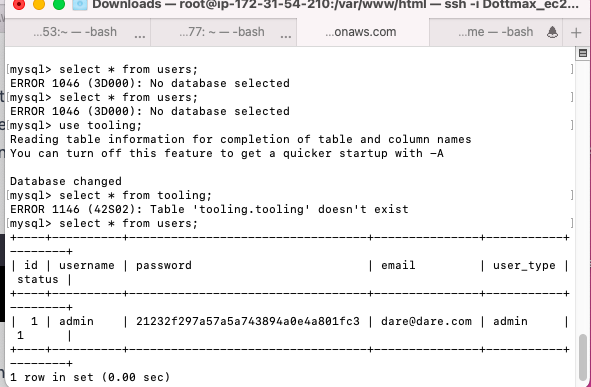 Downloads — root@ip-172-31-54-210:/var/www/html — ssh -i Dottmax_ec2...
...53:~ — -bash ...
...77: ~ — -bash ...
...onaws.com
...me — -bash
[mysql> select * from users; ]
ERROR 1046 (3D000): No database selected
[mysql> select * from users; ]
ERROR 1046 (3D000): No database selected
[mysql> use tooling; ]
Reading table information for completion of table and column names
You can turn off this feature to get a quicker startup with -A
Database changed
[mysql> select * from tooling; ]
ERROR 1146 (42S02): Table 'tooling.tooling' doesn't exist
[mysql> select * from users; ]
+----+----------+----------------------------------+---------------+-----------+
--------+
| id | username | password                         | email         | user_type |
 status |
+----+----------+----------------------------------+---------------+-----------+
--------+
|  1 | admin    | 21232f297a57a5a743894a0e4a801fc3 | dare@dare.com | admin     |
 1      |
+----+----------+----------------------------------+---------------+-----------+
--------+
1 row in set (0.00 sec)